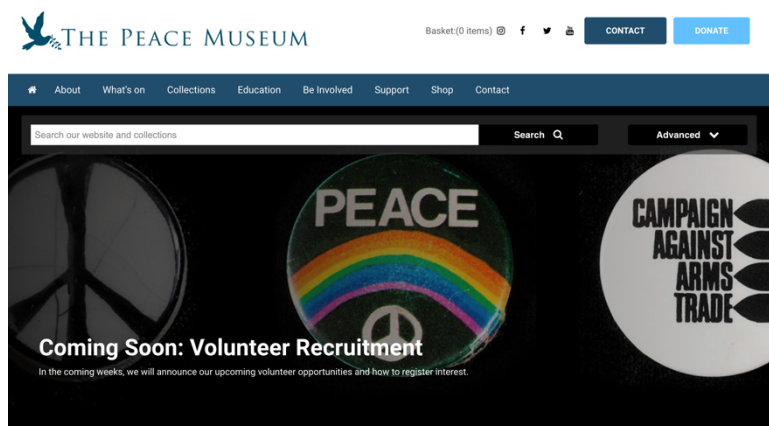 THE PEACE MUSEUM
Basket:(0 items)
CONTACT
DONATE
About What's on Collections Education Be Involved Support Shop Contact
Search our website and collections
Search
Advanced
PEACE
CAMPAIGN
AGAINST
ARMS
TRADE
Coming Soon: Volunteer Recruitment
In the coming weeks, we will announce our upcoming volunteer opportunities and how to register interest.